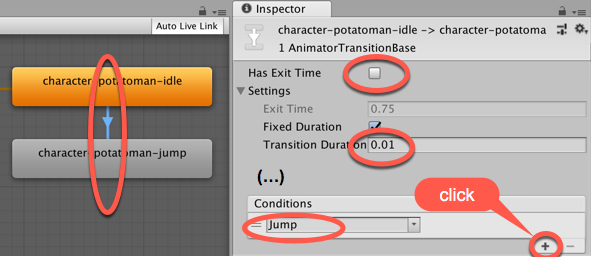 Auto Live Link
character-potatoman-idle
character-potatoman-jump
Inspector
character-potatoman-idle -> character-potatoma
1 AnimatorTransitionBase
Has Exit Time
Settings
Exit Time 0.75
Fixed Duration
Transition Duration 0.01
(...)
Conditions
Jump
click